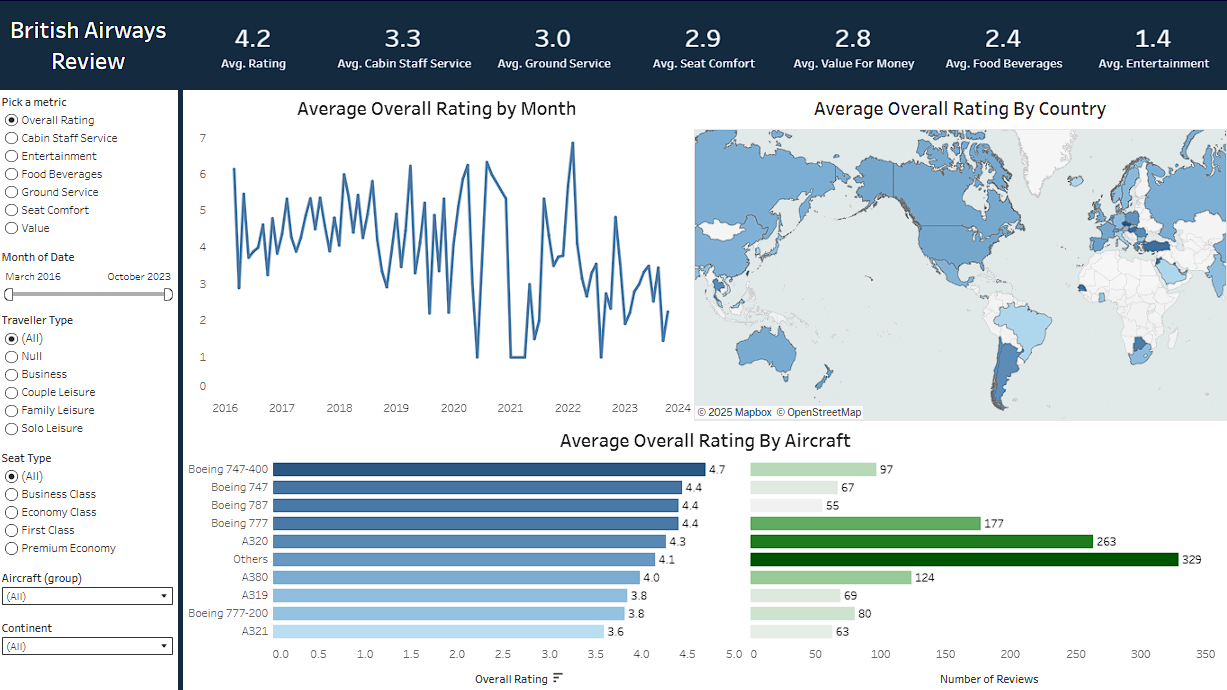 British Airways
Review
4.2
Avg. Rating
3.3
Avg. Cabin Staff Service
3.0
Avg. Ground Service
2.9
Avg. Seat Comfort
2.8
Avg. Value For Money
2.4
Avg. Food Beverages
1.4
Avg. Entertainment
Pick a metric
Overall Rating
Cabin Staff Service
Entertainment
Food Beverages
Ground Service
Seat Comfort
Value
Month of Date
March 2016 October 2023
Traveller Type
(All)
Null
Business
Couple Leisure
Family Leisure
Solo Leisure
Seat Type
(All)
Business Class
Economy Class
First Class
Premium Economy
Aircraft (group)
(All)
Continent
(All)
Average Overall Rating by Month
7
6
5
4
3
2
1
0
2016 2017 2018 2019 2020 2021 2022 2023 2024
Average Overall Rating By Country
© 2025 Mapbox © OpenStreetMap
Average Overall Rating By Aircraft
Boeing 747-400 4.7 97
Boeing 747 4.4 67
Boeing 787 4.4 55
Boeing 777 4.4 177
A320 4.3 263
Others 4.1 329
A380 4.0 124
A319 3.8 69
Boeing 777-200 3.8 80
A321 3.6 63
0.0 0.5 1.0 1.5 2.0 2.5 3.0 3.5 4.0 4.5 5.0 0 50 100 150 200 250 300 350
Overall Rating Number of Reviews